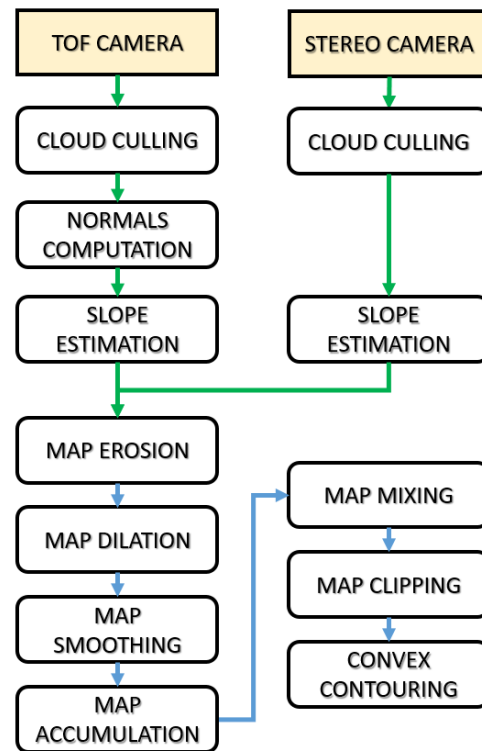 TOF CAMERA
CLOUD CULLING
NORMALS
COMPUTATION
SLOPE
ESTIMATION
STEREO CAMERA
CLOUD CULLING
SLOPE
ESTIMATION
MAP EROSION
MAP DILATION
MAP
SMOOTHING
MAP
ACCUMULATION
MAP MIXING
MAP CLIPPING
CONVEX
CONTOURING